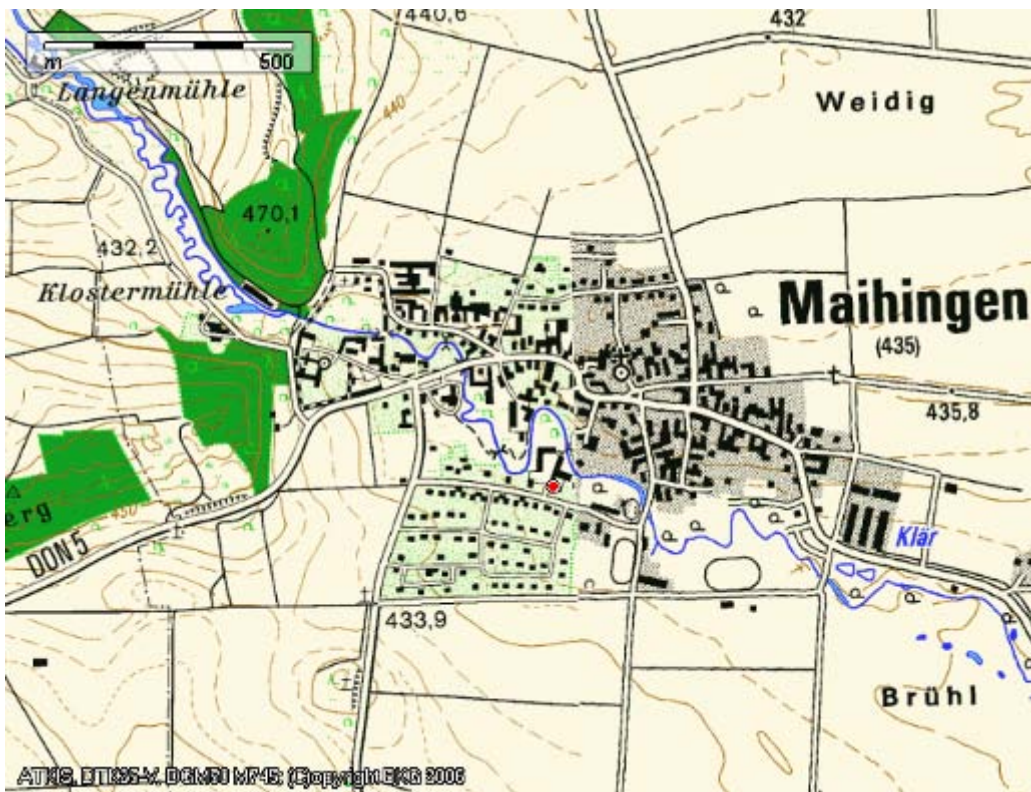 440,6
432
m 500
Langenmühle
440
Weidig
470,1
432,2
Klostermühle
Maihingen
(435)
435,8
erg
450
DON 5
Klär
433,9
Brühl
ATKIS, DTK25-V, DGM50 M745; (C)opyright BKG 2006